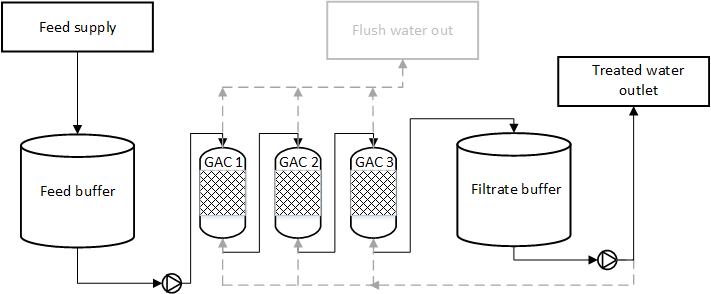 Feed supply
Flush water out
Treated water
outlet
GAC 1
GAC 2
GAC 3
Feed buffer
Filtrate buffer